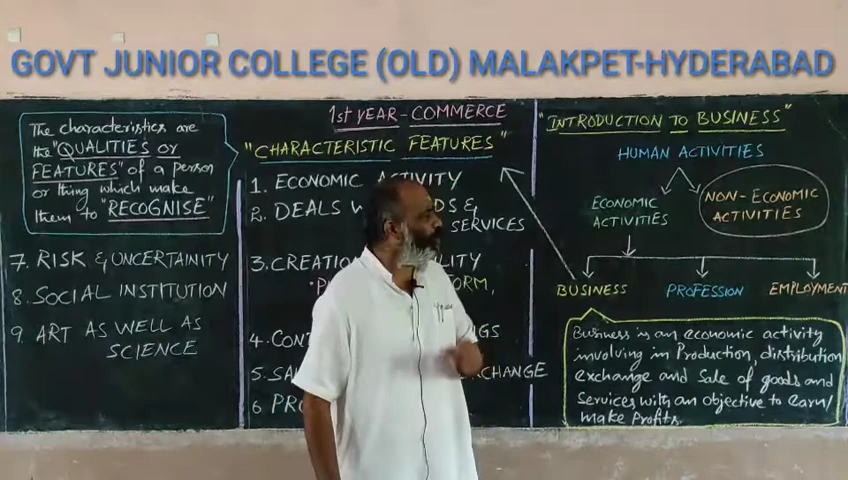 GOVT JUNIOR COLLEGE (OLD) MALAKPET-HYDERABAD
The characteristics are
the "QUALITIES or
FEATURES" of a person
or thing which make
them to "RECOGNISE"
7. RISK & UNCERTAINITY
8. SOCIAL INSTITUTION
9. ART AS WELL AS
SCIENCE
1st YEAR - COMMERCE
"CHARACTERISTIC FEATURES"
1. ECONOMIC ACTIVITY
2. DEALS
SERVICES
3. CREATION
FORM,
4.
5.
6
"INTRODUCTION TO BUSINESS"
HUMAN ACTIVITIES
ECONOMIC
ACTIVITIES
NON-ECONOMIC
ACTIVITIES
BUSINESS PROFESSION EMPLOYMENT
Business is an economic activity
involving in Production, distribution
exchange and Sale of goods and
services with an objective to earn/
make Profits.